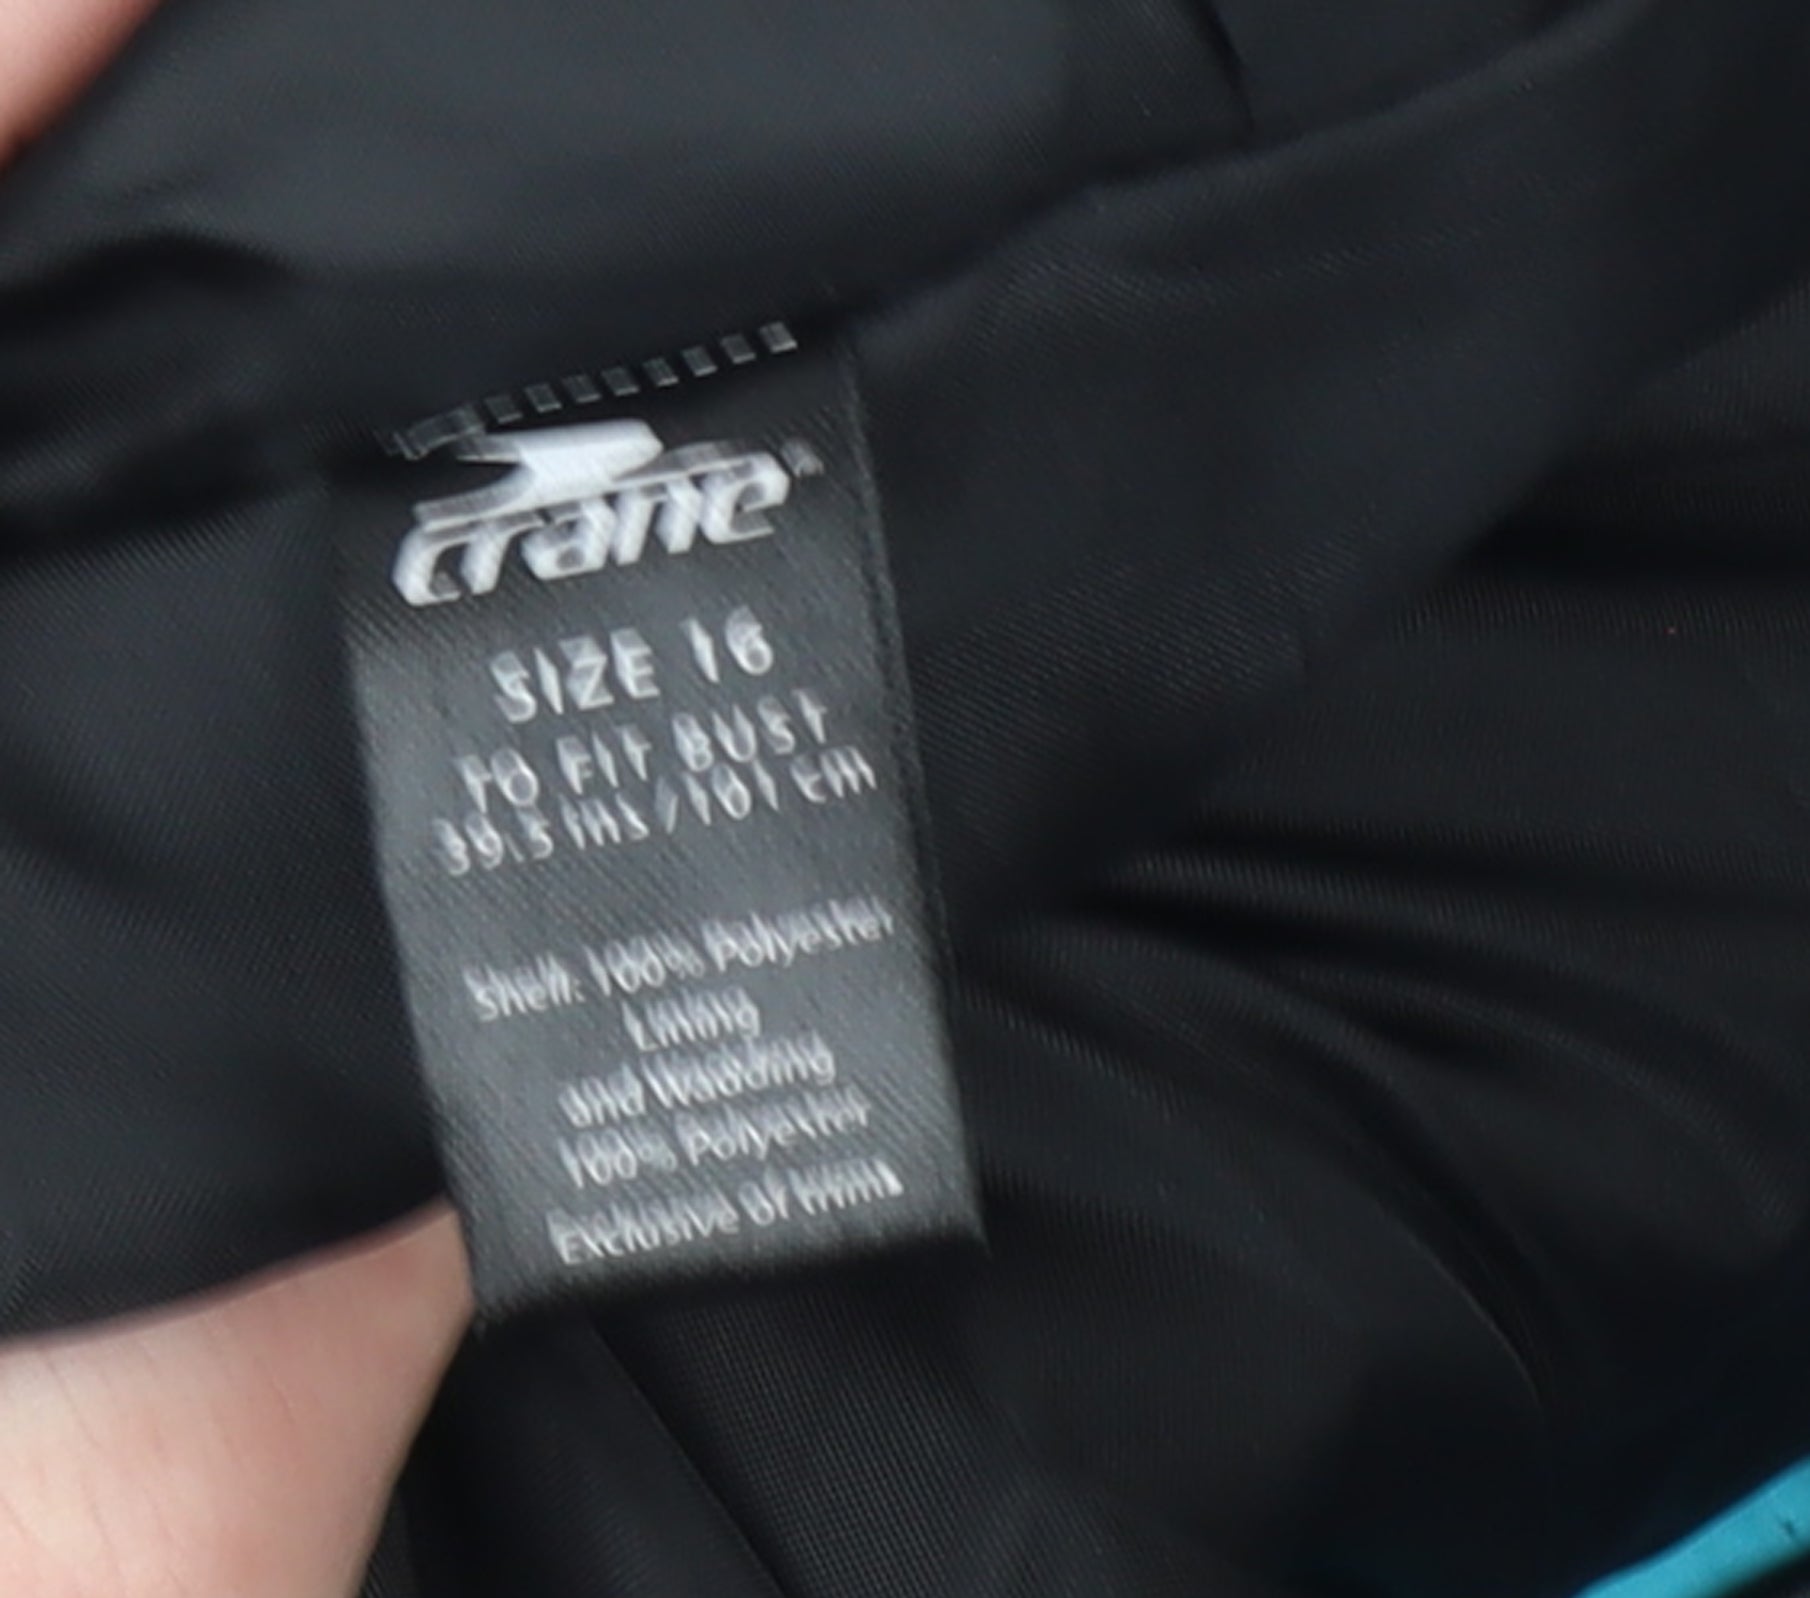 crane
SIZE 16
TO FIT BUST
39.5 ins / 101 cm
Shell: 100% Polyester
Lining
and Wadding
100% Polyester
Exclusive of trims